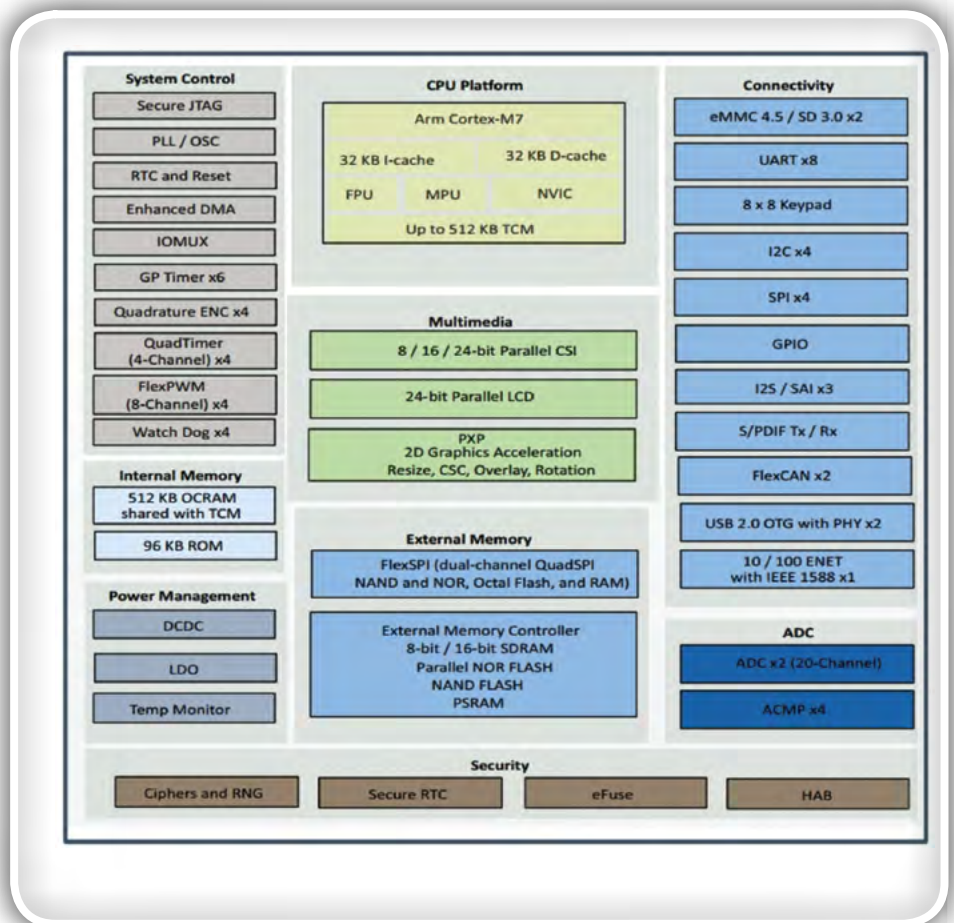 System Control
Secure JTAG
PLL / OSC
RTC and Reset
Enhanced DMA
IOMUX
GP Timer x6
Quadrature ENC x4
QuadTimer
(4-Channel) x4
FlexPWM
(8-Channel) x4
Watch Dog x4
Internal Memory
512 KB OCRAM
shared with TCM
96 KB ROM
Power Management
DCDC
LDO
Temp Monitor
CPU Platform
Arm Cortex-M7
32 KB I-cache
32 KB D-cache
FPU
MPU
NVIC
Up to 512 KB TCM
Multimedia
8 / 16 / 24-bit Parallel CSI
24-bit Parallel LCD
PXP
2D Graphics Acceleration
Resize, CSC, Overlay, Rotation
External Memory
FlexSPI (dual-channel QuadSPI
NAND and NOR, Octal Flash, and RAM)
External Memory Controller
8-bit / 16-bit SDRAM
Parallel NOR FLASH
NAND FLASH
PSRAM
Connectivity
eMMC 4.5 / SD 3.0 x2
UART x8
8 x 8 Keypad
I2C x4
SPI x4
GPIO
I2S / SAI x3
S/PDIF Tx / Rx
FlexCAN x2
USB 2.0 OTG with PHY x2
10 / 100 ENET
with IEEE 1588 x1
ADC
ADC x2 (20-Channel)
ACMP x4
Security
Ciphers and RNG
Secure RTC
eFuse
HAB